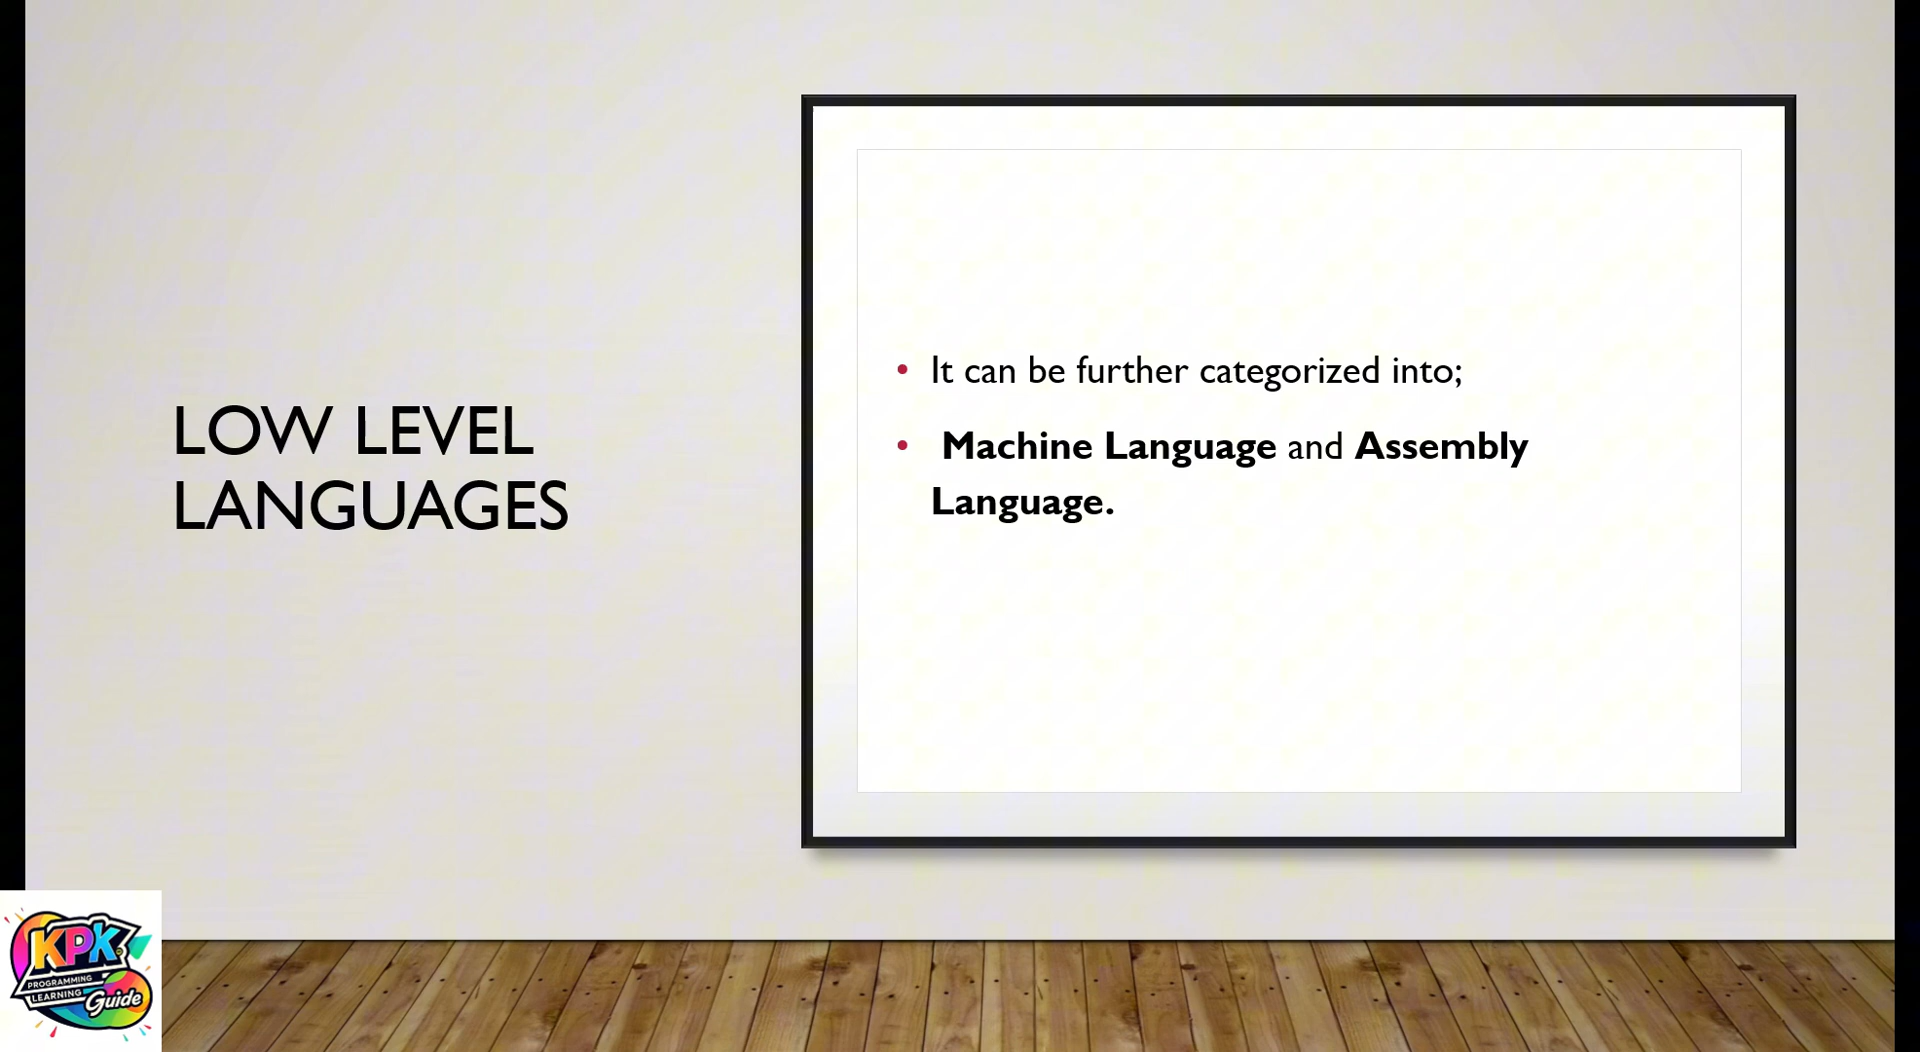 LOW LEVEL
LANGUAGES
• It can be further categorized into;
• Machine Language and Assembly
Language.
KPK
PROGRAMMING
LEARNING
Guide